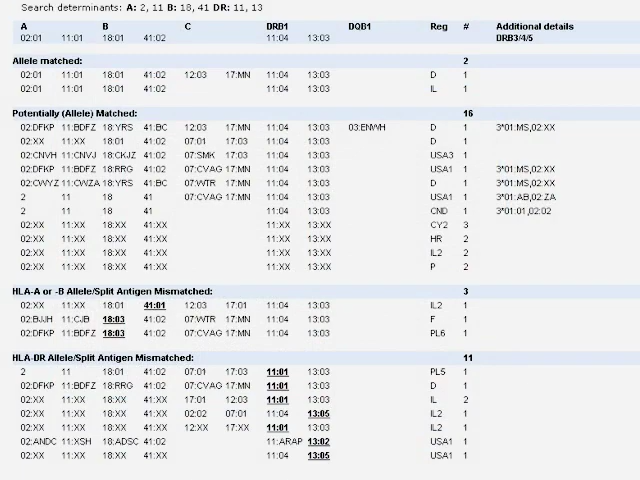 Search determinants: A: 2, 11 B: 18, 41 DR: 11, 13
A B C DRB1 DQB1 Reg # Additional details
02:01 11:01 18:01 41:02 11:04 13:03 DRB3/4/5
Allele matched: 2
02:01 11:01 18:01 41:02 12:03 17:MN 11:04 13:03 D 1
02:01 11:01 18:01 41:02 11:04 13:03 IL 1
Potentially (Allele) Matched: 16
02:DFKP 11:BDFZ 18:YRS 41:BC 12:03 17:MN 11:04 13:03 03:ENWH D 1 3*01:MS,02:XX
02:XX 11:XX 18:01 41:02 07:01 17:03 11:04 13:03 D 1
02:CNVH 11:CNVJ 18:CKJZ 41:02 07:SMK 17:03 11:04 13:03 USA3 1
02:DFKP 11:BDFZ 18:RRG 41:02 07:CVAG 17:MN 11:04 13:03 USA1 1 3*01:MS,02:XX
02:CWYZ 11:CWZA 18:YRS 41:BC 07:WTR 17:MN 11:04 13:03 D 1 3*01:MS,02:XX
2 11 18 41 07:CVAG 17:MN 11:04 13:03 USA1 1 3*01:AB,02:ZA
2 11 18 41 11:04 13:03 CND 1 3*01:01,02:02
02:XX 11:XX 18:XX 41:XX 11:XX 13:XX CY2 3
02:XX 11:XX 18:XX 41:XX 11:XX 13:XX HR 2
02:XX 11:XX 18:XX 41:XX 11:XX 13:XX IL2 2
02:XX 11:XX 18:XX 41:XX 11:XX 13:XX P 2
HLA-A or -B Allele/Split Antigen Mismatched: 3
02:XX 11:XX 18:01 41:01 12:03 17:01 11:04 13:03 IL2 1
02:BJJH 11:CJB 18:03 41:02 07:WTR 17:MN 11:04 13:03 F 1
02:DFKP 11:BDFZ 18:03 41:02 07:CVAG 17:MN 11:04 13:03 PL6 1
HLA-DR Allele/Split Antigen Mismatched: 11
2 11 18:01 41:02 07:01 17:03 11:01 13:03 PL5 1
02:DFKP 11:BDFZ 18:RRG 41:02 07:CVAG 17:MN 11:01 13:03 D 1
02:XX 11:XX 18:XX 41:XX 17:01 12:03 11:01 13:03 IL 2
02:XX 11:XX 18:XX 41:XX 02:02 07:01 11:04 13:05 IL2 1
02:XX 11:XX 18:XX 41:XX 12:XX 17:XX 11:01 13:03 IL2 1
02:ANDC 11:XSH 18:ADSC 41:02 11:ARAP 13:02 USA1 1
02:XX 11:XX 18:XX 41:XX 11:04 13:05 USA1 1